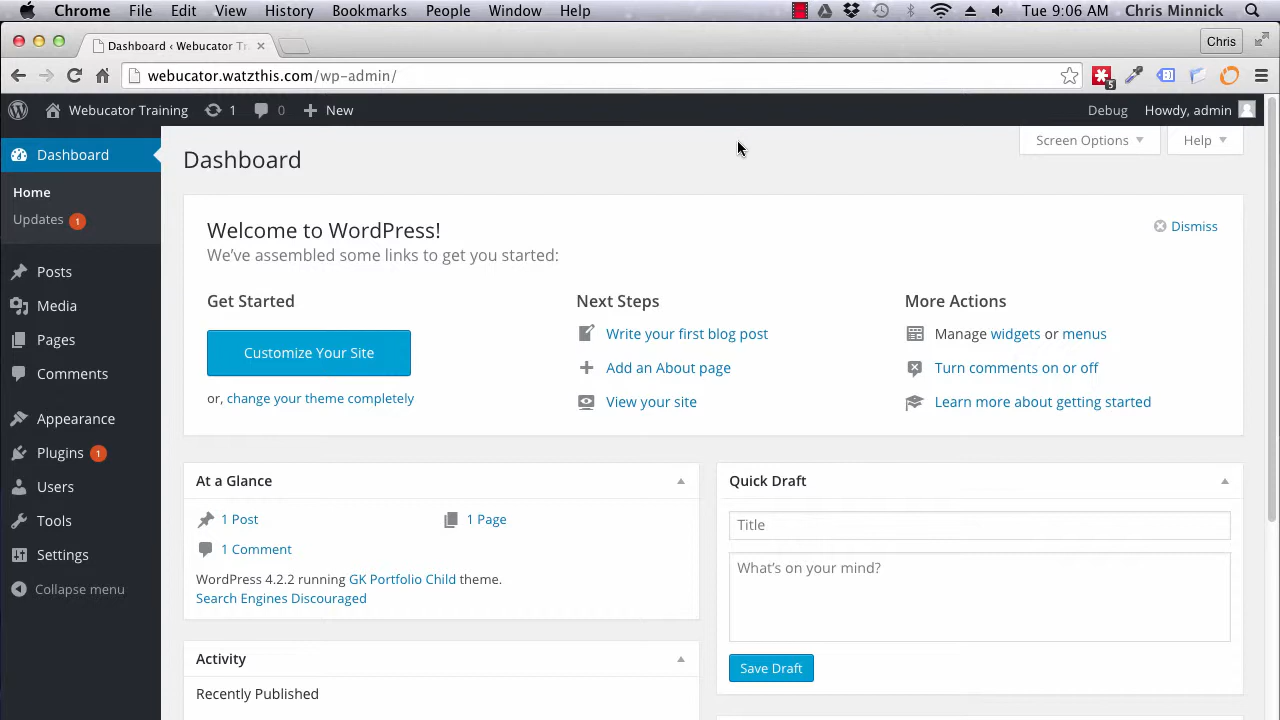 Chrome File Edit View History Bookmarks People Window Help Tue 9:06 AM Chris Minnick
Dashboard ‹ Webucator Tr Chris
webucator.watzthis.com/wp-admin/ 5
Webucator Training 1 0 New Debug Howdy, admin
Dashboard
Home
Updates 1
Posts
Media
Pages
Comments
Appearance
Plugins 1
Users
Tools
Settings
Collapse menu
Dashboard
Screen Options Help
Welcome to WordPress!
We've assembled some links to get you started:
Dismiss
Get Started
Customize Your Site
or, change your theme completely
Next Steps
Write your first blog post
Add an About page
View your site
More Actions
Manage widgets or menus
Turn comments on or off
Learn more about getting started
At a Glance
1 Post 1 Page
1 Comment
WordPress 4.2.2 running GK Portfolio Child theme.
Search Engines Discouraged
Activity
Recently Published
Quick Draft
Title
What's on your mind?
Save Draft